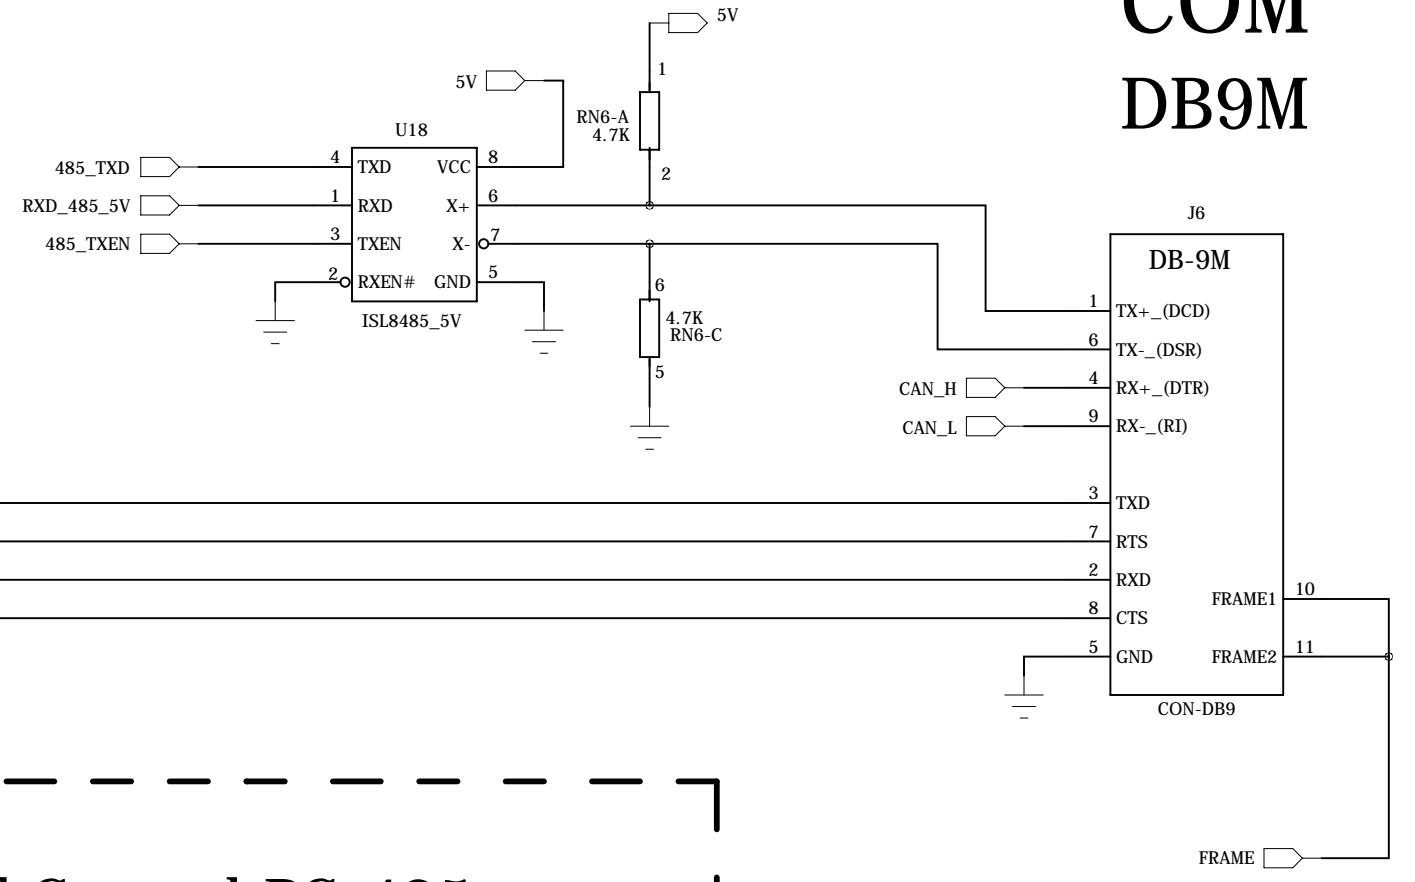 COM
DB9M
5V
1
5V
RN6-A
4.7K
2
U18
485_TXD
4 TXD VCC 8
RXD_485_5V
1 RXD X+ 6
485_TXEN
3 TXEN X- 7
2 RXEN# GND 5
ISL8485_5V
6
4.7K
RN6-C
5
J6
DB-9M
1 TX+_(DCD)
6 TX-_(DSR)
CAN_H
4 RX+_(DTR)
CAN_L
9 RX-_(RI)
3 TXD
7 RTS
2 RXD
8 CTS
FRAME1 10
5 GND
FRAME2 11
CON-DB9
FRAME